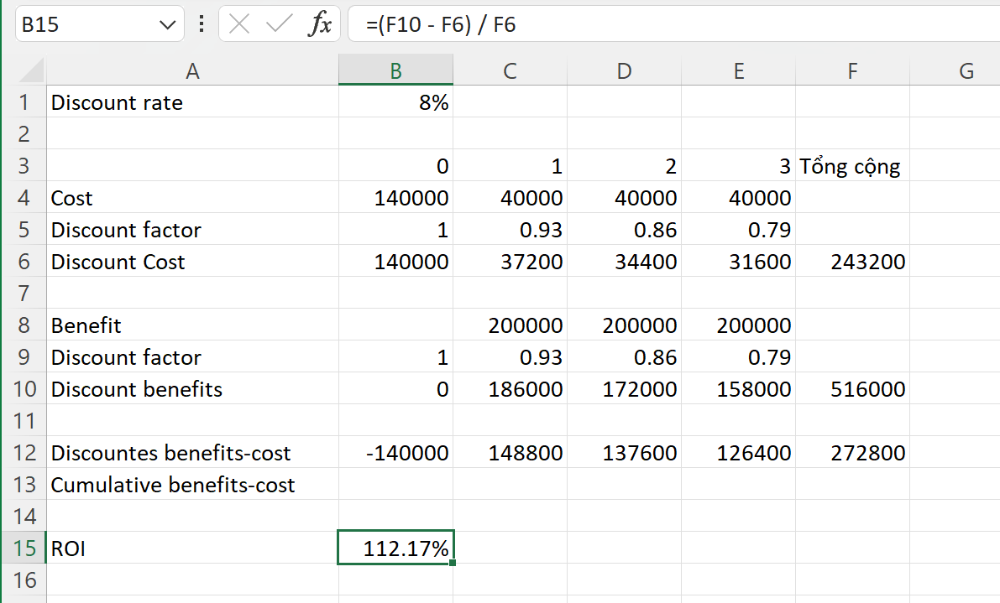 B15 fx =(F10 - F6) / F6
A B C D E F G
1 Discount rate 8%
2
3 0 1 2 3 Tổng cộng
4 Cost 140000 40000 40000 40000
5 Discount factor 1 0.93 0.86 0.79
6 Discount Cost 140000 37200 34400 31600 243200
7
8 Benefit 200000 200000 200000
9 Discount factor 1 0.93 0.86 0.79
10 Discount benefits 0 186000 172000 158000 516000
11
12 Discountes benefits-cost -140000 148800 137600 126400 272800
13 Cumulative benefits-cost
14
15 ROI 112.17%
16